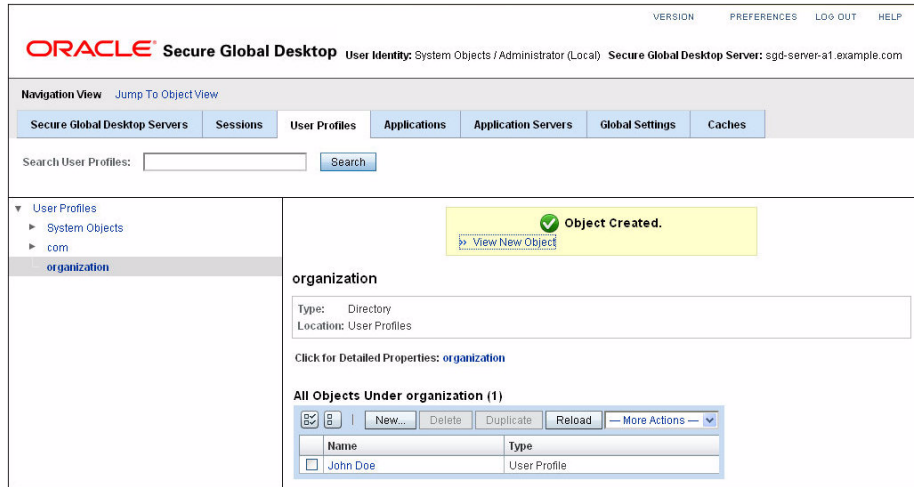 VERSION PREFERENCES LOG OUT HELP
ORACLE Secure Global Desktop User Identity: System Objects / Administrator (Local) Secure Global Desktop Server: sgd-server-a1.example.com
Navigation View Jump To Object View
Secure Global Desktop Servers Sessions User Profiles Applications Application Servers Global Settings Caches
Search User Profiles: Search
User Profiles
System Objects
com
organization
Object Created.
» View New Object
organization
Type: Directory
Location: User Profiles
Click for Detailed Properties: organization
All Objects Under organization (1)
New... Delete Duplicate Reload — More Actions —
Name Type
John Doe User Profile